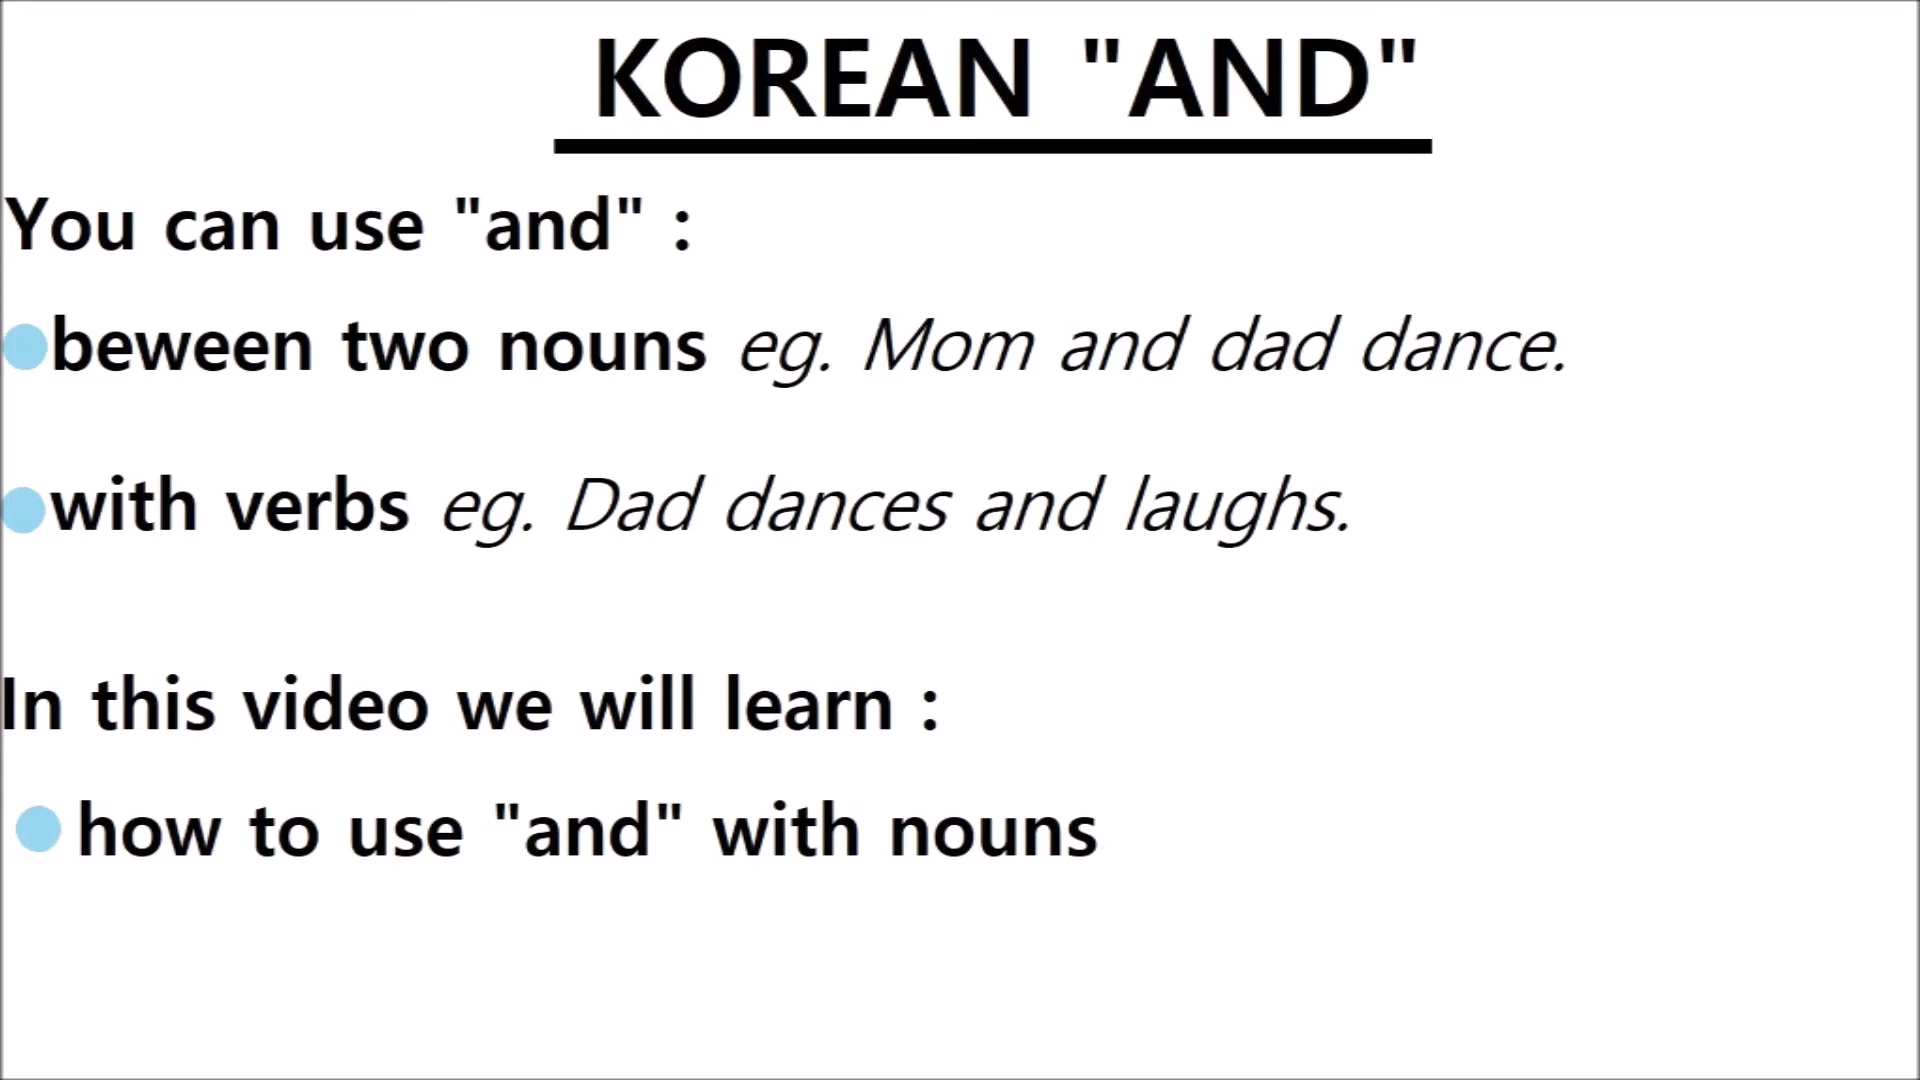 KOREAN "AND"
You can use "and" :
beween two nouns eg. Mom and dad dance.
with verbs eg. Dad dances and laughs.
In this video we will learn :
how to use "and" with nouns